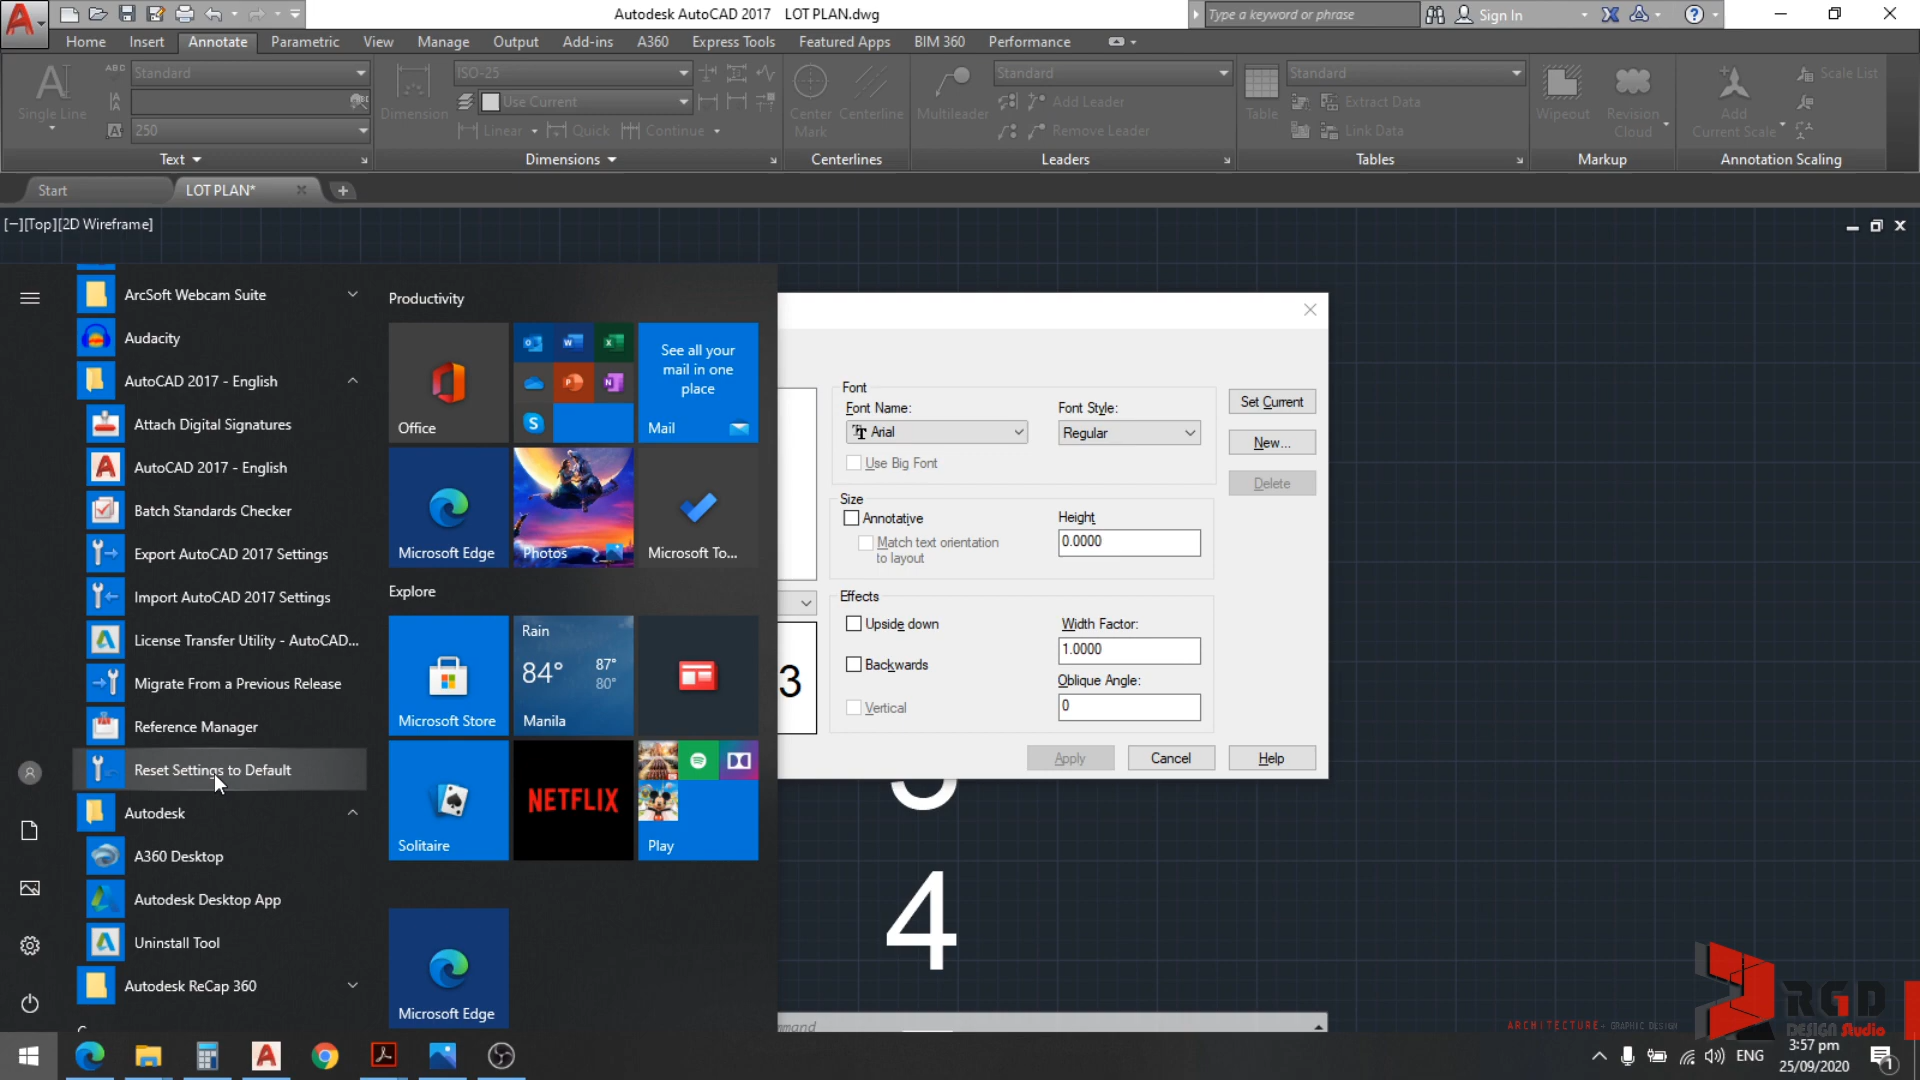 Autodesk AutoCAD 2017 LOT PLAN.dwg
Type a keyword or phrase
Sign In
Home Insert Annotate Parametric View Manage Output Add-ins A360 Express Tools Featured Apps BIM 360 Performance
Single Line
ABC Standard
250
Text
Dimension
ISO-25
Use Current
Linear Quick Continue
Dimensions
Center Mark
Centerline
Centerlines
Multileader
Standard
Add Leader
Remove Leader
Leaders
Table
Standard
Extract Data
Link Data
Tables
Wipeout
Revision Cloud
Markup
Add Current Scale
Scale List
Annotation Scaling
Start
LOT PLAN*
[−][Top][2D Wireframe]
ArcSoft Webcam Suite
Audacity
AutoCAD 2017 - English
Attach Digital Signatures
AutoCAD 2017 - English
Batch Standards Checker
Export AutoCAD 2017 Settings
Import AutoCAD 2017 Settings
License Transfer Utility - AutoCAD...
Migrate From a Previous Release
Reference Manager
Reset Settings to Default
Autodesk
A360 Desktop
Autodesk Desktop App
Uninstall Tool
Autodesk ReCap 360
Productivity
Office
See all your
mail in one
place
Mail
Microsoft Edge
Photos
Microsoft To...
Explore
Microsoft Store
Rain
84° 87°
80°
Manila
Solitaire
NETFLIX
Play
Microsoft Edge
Font
Font Name:
Arial
Use Big Font
Font Style:
Regular
Set Current
New...
Delete
Size
Annotative
Match text orientation
to layout
Height
0.0000
Effects
Upside down
Backwards
Vertical
Width Factor:
1.0000
Oblique Angle:
0
3
Apply
Cancel
Help
4
ARCHITECTURE + GRAPHIC DESIGN
RGD
DESIGN Studio
ENG
3:57 pm
25/09/2020
1